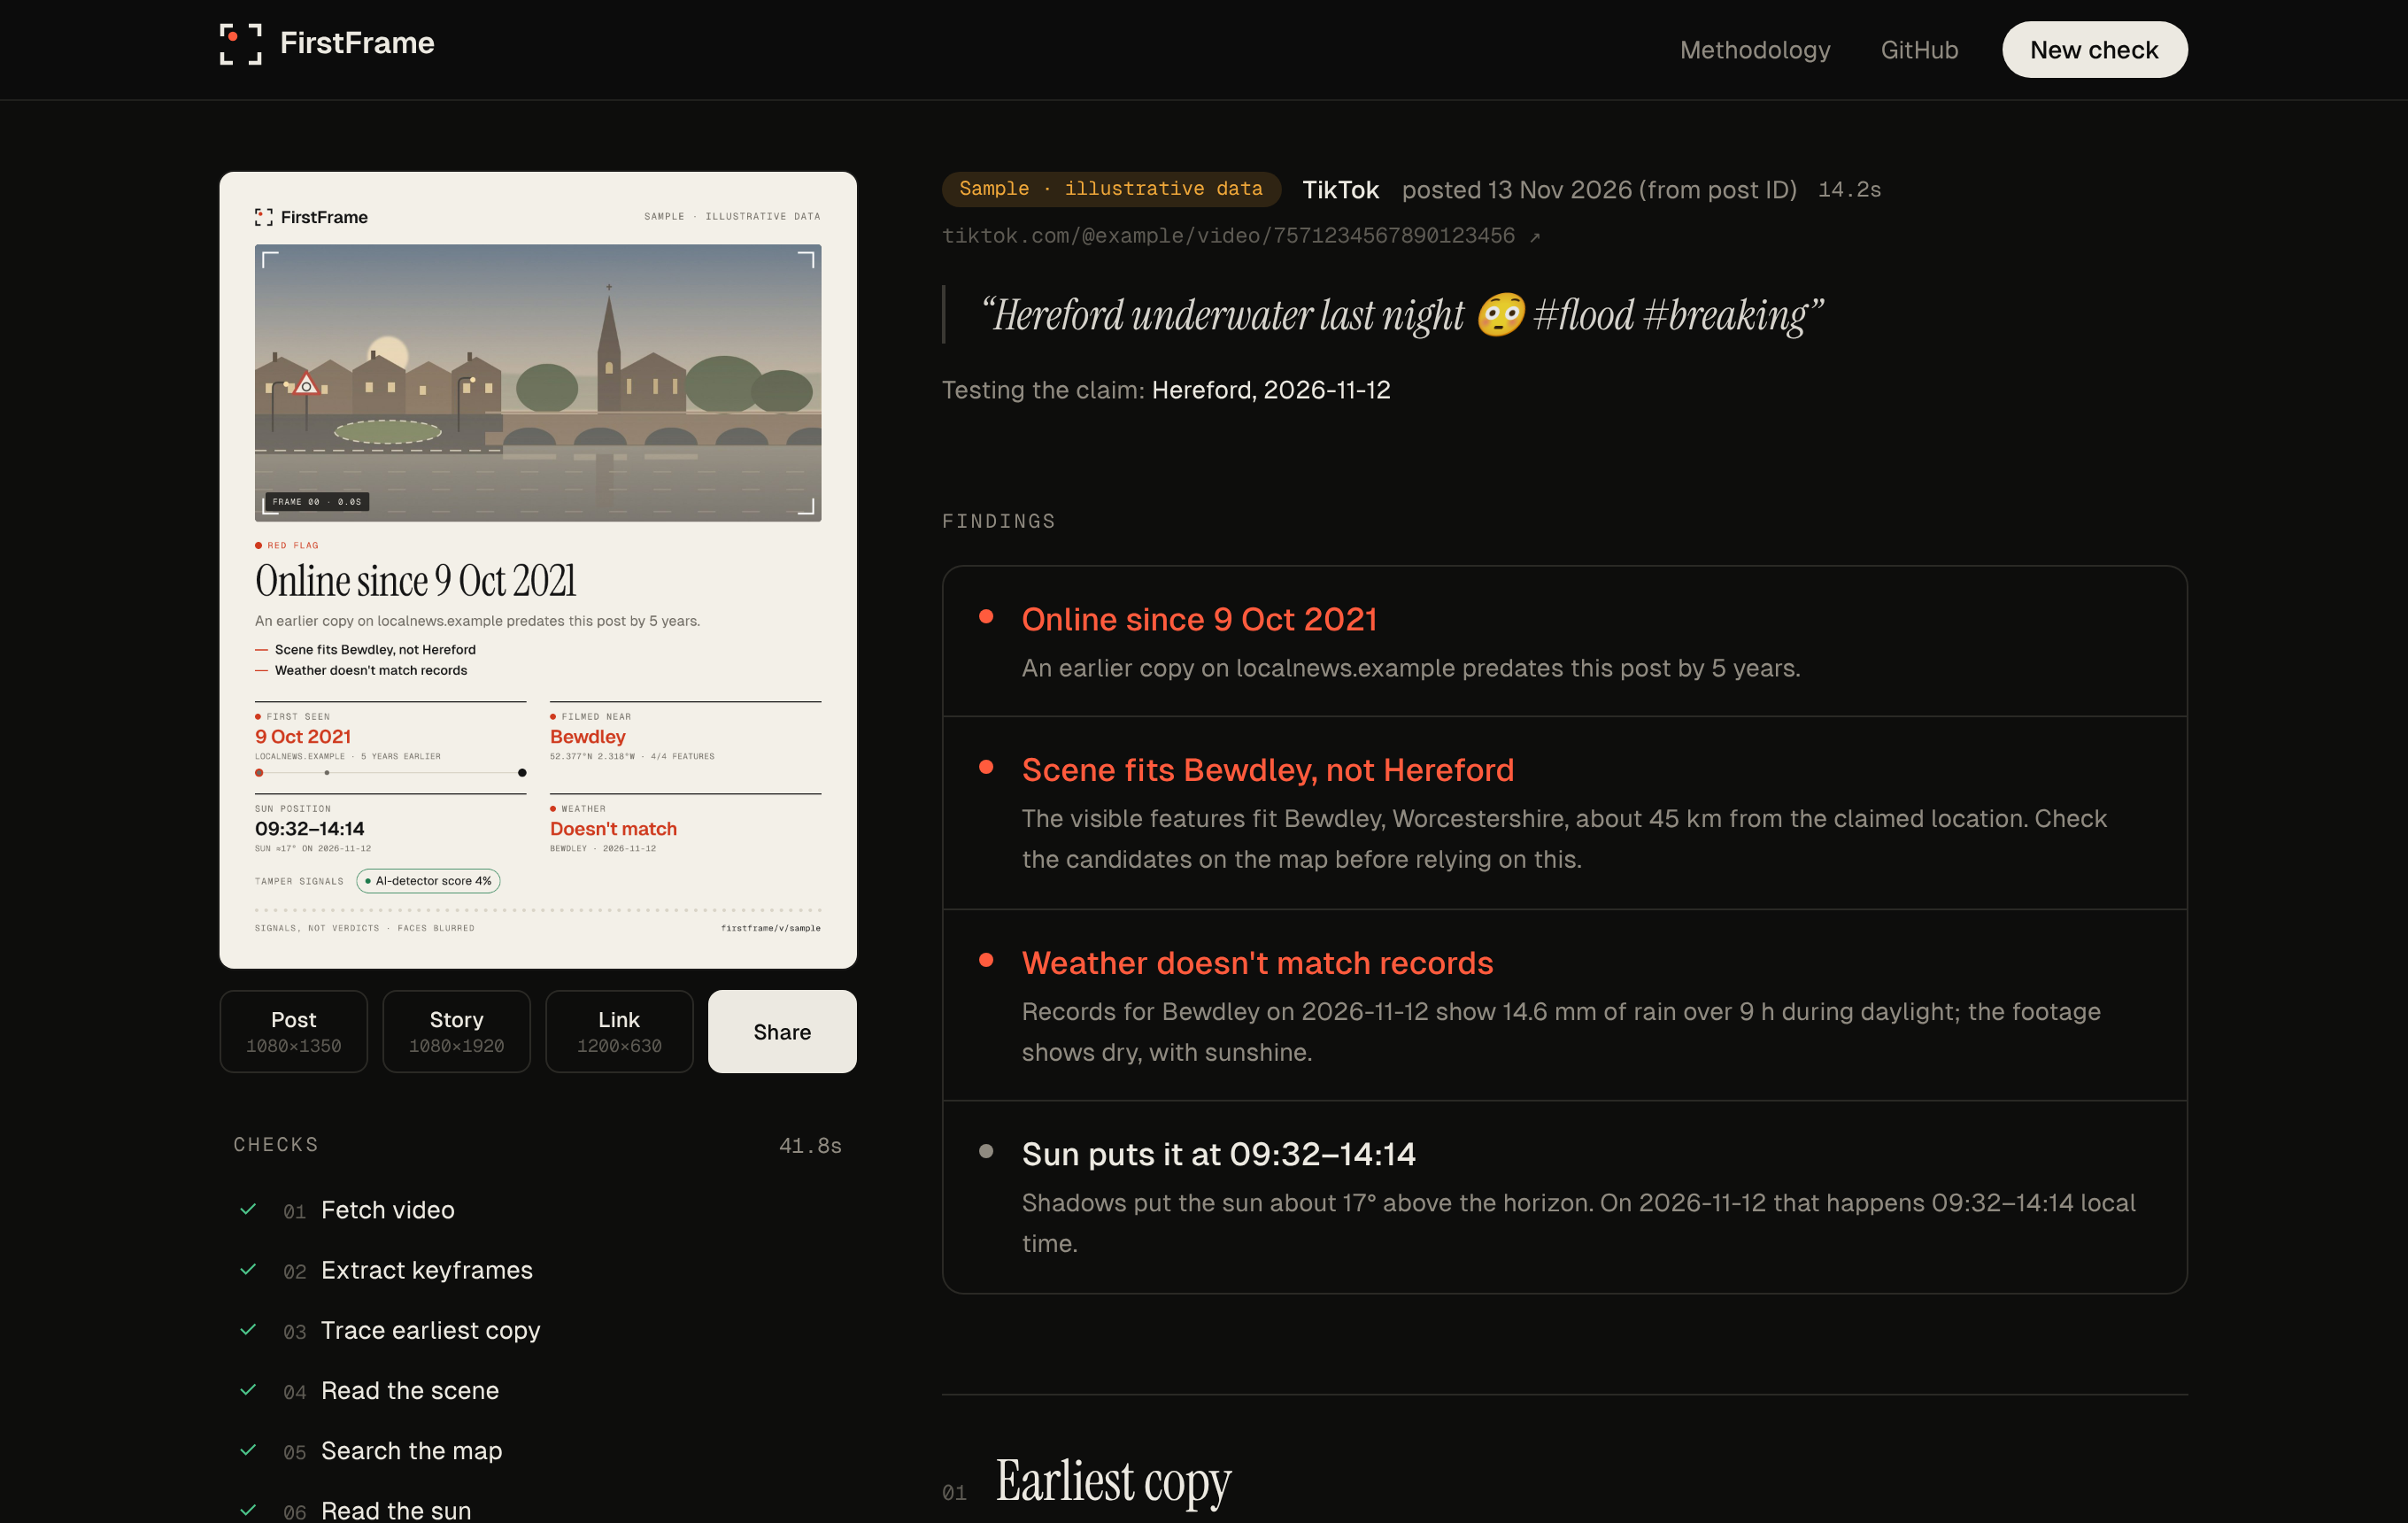 FirstFrame
Methodology
GitHub
New check
FirstFrame
SAMPLE · ILLUSTRATIVE DATA
FRAME 00 · 0.0S
RED FLAG
Online since 9 Oct 2021
An earlier copy on localnews.example predates this post by 5 years.
— Scene fits Bewdley, not Hereford
— Weather doesn't match records
FIRST SEEN
9 Oct 2021
LOCALNEWS.EXAMPLE · 5 YEARS EARLIER
FILMED NEAR
Bewdley
52.377°N 2.318°W · 4/4 FEATURES
SUN POSITION
09:32–14:14
SUN ≈17° ON 2026-11-12
WEATHER
Doesn't match
BEWDLEY · 2026-11-12
TAMPER SIGNALS
AI-detector score 4%
SIGNALS, NOT VERDICTS · FACES BLURRED
firstframe/v/sample
Post
1080×1350
Story
1080×1920
Link
1200×630
Share
CHECKS
41.8s
01 Fetch video
02 Extract keyframes
03 Trace earliest copy
04 Read the scene
05 Search the map
06 Read the sun
Sample · illustrative data
TikTok
posted 13 Nov 2026 (from post ID)
14.2s
tiktok.com/@example/video/7571234567890123456 ↗
“Hereford underwater last night 😳 #flood #breaking”
Testing the claim: Hereford, 2026-11-12
FINDINGS
Online since 9 Oct 2021
An earlier copy on localnews.example predates this post by 5 years.
Scene fits Bewdley, not Hereford
The visible features fit Bewdley, Worcestershire, about 45 km from the claimed location. Check
the candidates on the map before relying on this.
Weather doesn't match records
Records for Bewdley on 2026-11-12 show 14.6 mm of rain over 9 h during daylight; the footage
shows dry, with sunshine.
Sun puts it at 09:32–14:14
Shadows put the sun about 17° above the horizon. On 2026-11-12 that happens 09:32–14:14 local
time.
01 Earliest copy